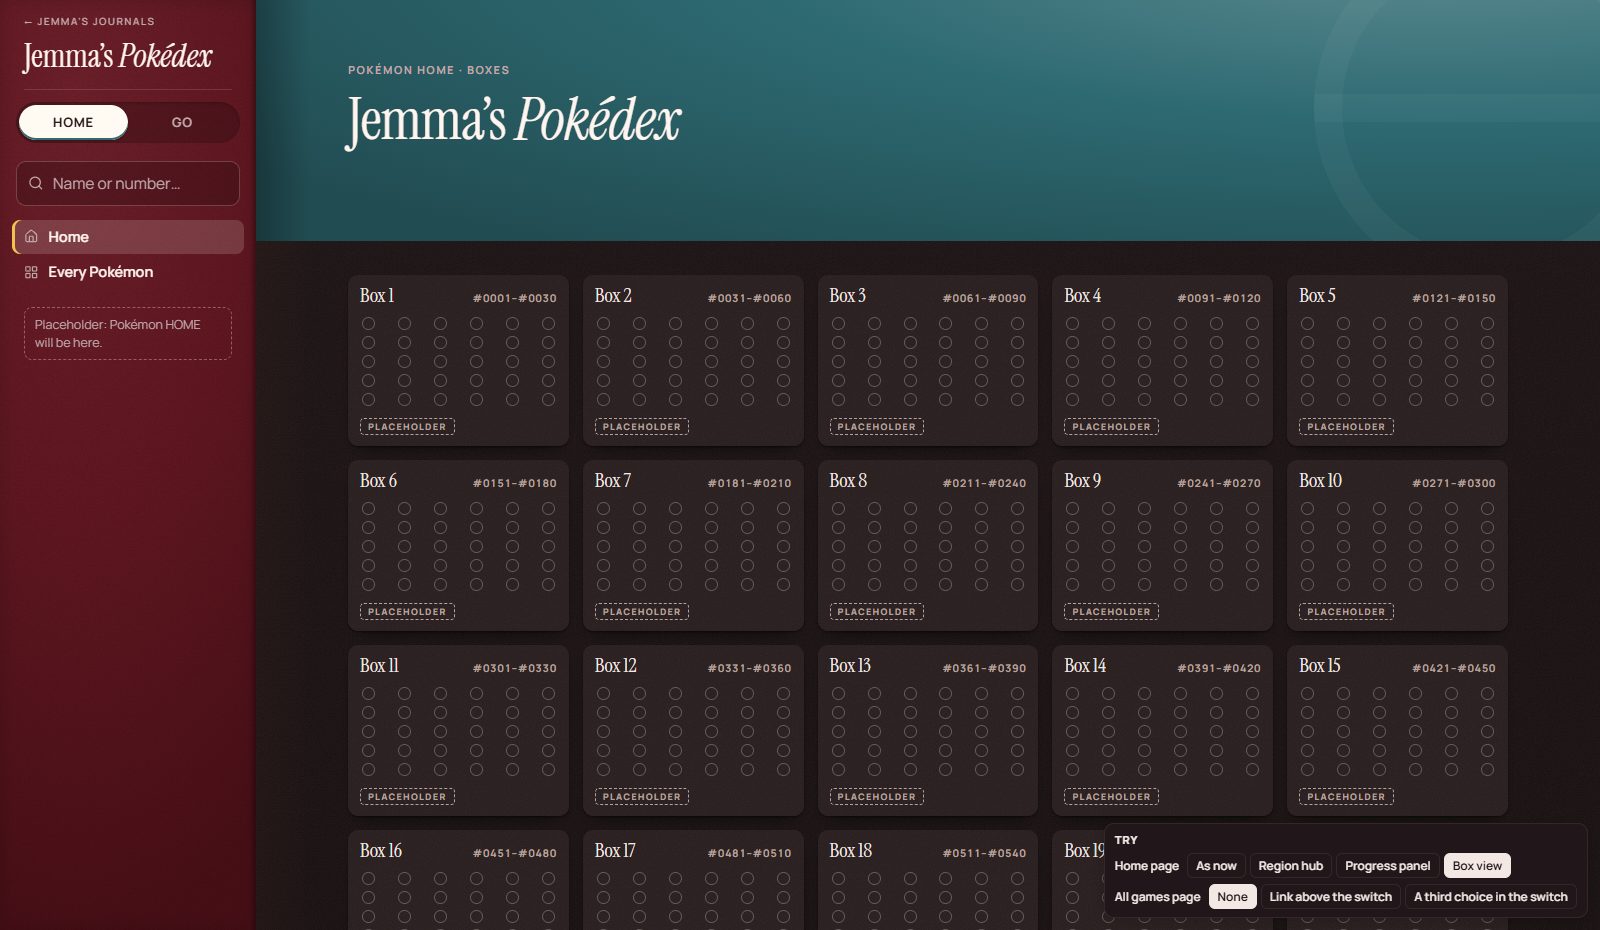 ← JEMMA'S JOURNALS
Jemma's Pokédex
HOME GO
Name or number...
Home
Every Pokémon
Placeholder: Pokémon HOME
will be here.
POKÉMON HOME · BOXES
Jemma's Pokédex
Box 1 #0001–#0030
PLACEHOLDER
Box 2 #0031–#0060
PLACEHOLDER
Box 3 #0061–#0090
PLACEHOLDER
Box 4 #0091–#0120
PLACEHOLDER
Box 5 #0121–#0150
PLACEHOLDER
Box 6 #0151–#0180
PLACEHOLDER
Box 7 #0181–#0210
PLACEHOLDER
Box 8 #0211–#0240
PLACEHOLDER
Box 9 #0241–#0270
PLACEHOLDER
Box 10 #0271–#0300
PLACEHOLDER
Box 11 #0301–#0330
PLACEHOLDER
Box 12 #0331–#0360
PLACEHOLDER
Box 13 #0361–#0390
PLACEHOLDER
Box 14 #0391–#0420
PLACEHOLDER
Box 15 #0421–#0450
PLACEHOLDER
Box 16 #0451–#0480
Box 17 #0481–#0510
Box 18 #0511–#0540
Box 19
TRY
Home page As now Region hub Progress panel Box view
All games page None Link above the switch A third choice in the switch